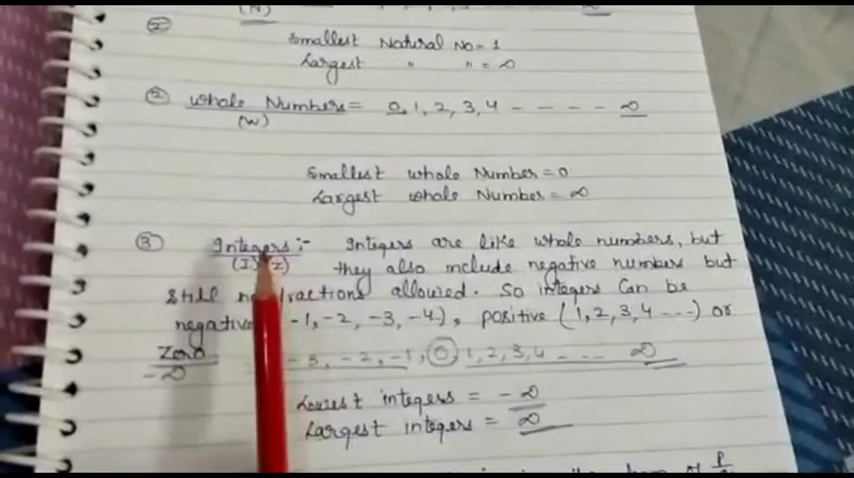 (N)
Smallest Natural No = 1
Largest " " = ∞
② Whole Numbers = 0, 1, 2, 3, 4 - - - - ∞
(W)
Smallest whole Number = 0
Largest whole Number = ∞
③ Integers :- Integers are like whole numbers, but
(I) (Z) they also include negative numbers but
still no fractions allowed. So integers can be
negative -1, -2, -3, -4), positive (1, 2, 3, 4 ---) or
Zero
-∞ -3, -2, -1, 0, 1, 2, 3, 4 - - - - ∞
Lowest integers = -∞
Largest integers = ∞
of P